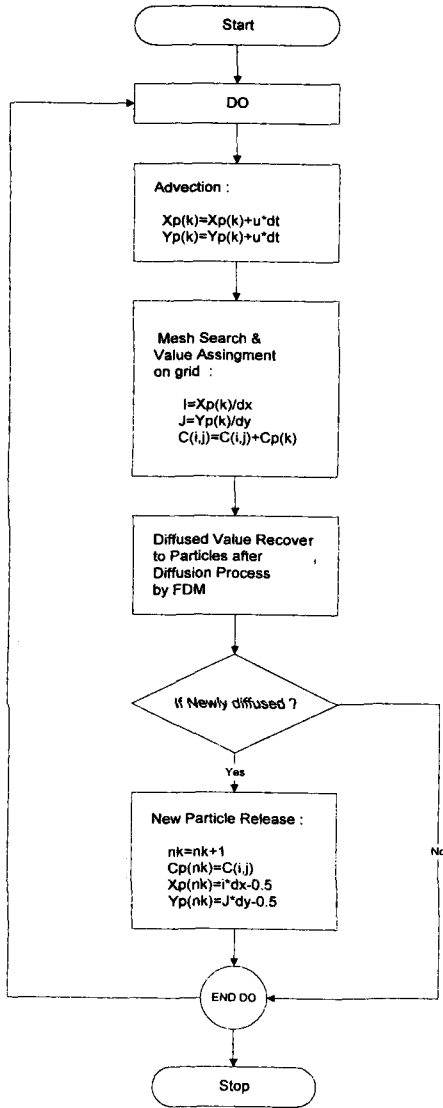 Start
DO
Advection :
Xp(k)=Xp(k)+u*dt
Yp(k)=Yp(k)+u*dt
Mesh Search &
Value Assingment
on grid :
I=Xp(k)/dx
J=Yp(k)/dy
C(i,j)=C(i,j)+Cp(k)
Diffused Value Recover
to Particles after
Diffusion Process
by FDM
If Newly diffused ?
Yes
No
New Particle Release :
nk=nk+1
Cp(nk)=C(i,j)
Xp(nk)=i*dx-0.5
Yp(nk)=J*dy-0.5
END DO
Stop